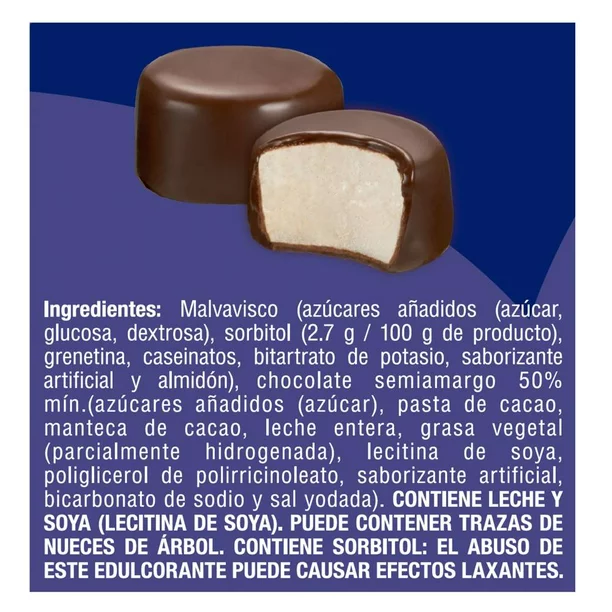 Ingredientes: Malvavisco (azúcares añadidos (azúcar,
glucosa, dextrosa), sorbitol (2.7 g / 100 g de producto),
grenetina, caseinatos, bitartrato de potasio, saborizante
artificial y almidón), chocolate semiamargo 50%
mín.(azúcares añadidos (azúcar), pasta de cacao,
manteca de cacao, leche entera, grasa vegetal
(parcialmente hidrogenada), lecitina de soya,
poliglicerol de polirricinoleato, saborizante artificial,
bicarbonato de sodio y sal yodada). CONTIENE LECHE Y
SOYA (LECITINA DE SOYA). PUEDE CONTENER TRAZAS DE
NUECES DE ÁRBOL. CONTIENE SORBITOL: EL ABUSO DE
ESTE EDULCORANTE PUEDE CAUSAR EFECTOS LAXANTES.